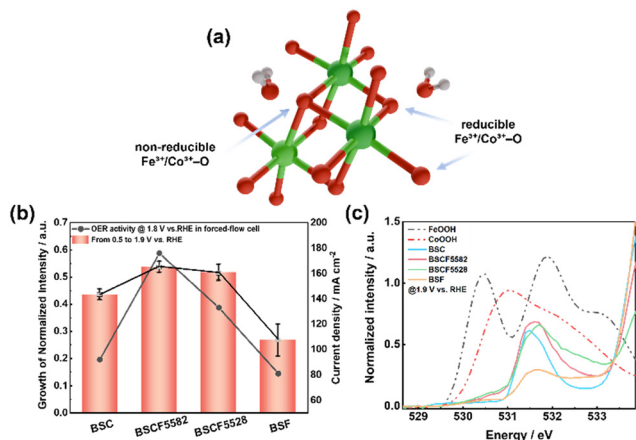 (a)
non-reducible
Fe³⁺/Co³⁺–O
reducible
Fe³⁺/Co³⁺–O
(b)
OER activity @ 1.8 V vs.RHE in forced-flow cell
From 0.5 to 1.9 V vs. RHE
Growth of Normalized Intensity / a.u.
0.7
0.6
0.5
0.4
0.3
0.2
0.1
0.0
200
180
160
140
120
100
80
60
Current density / mA cm⁻²
BSC
BSCF5582
BSCF5528
BSF
(c)
FeOOH
CoOOH
BSC
BSCF5582
BSCF5528
BSF
@1.9 V vs. RHE
Normalized intensity / a.u.
1.5
1.0
0.5
0.0
529
530
531
532
533
Energy / eV